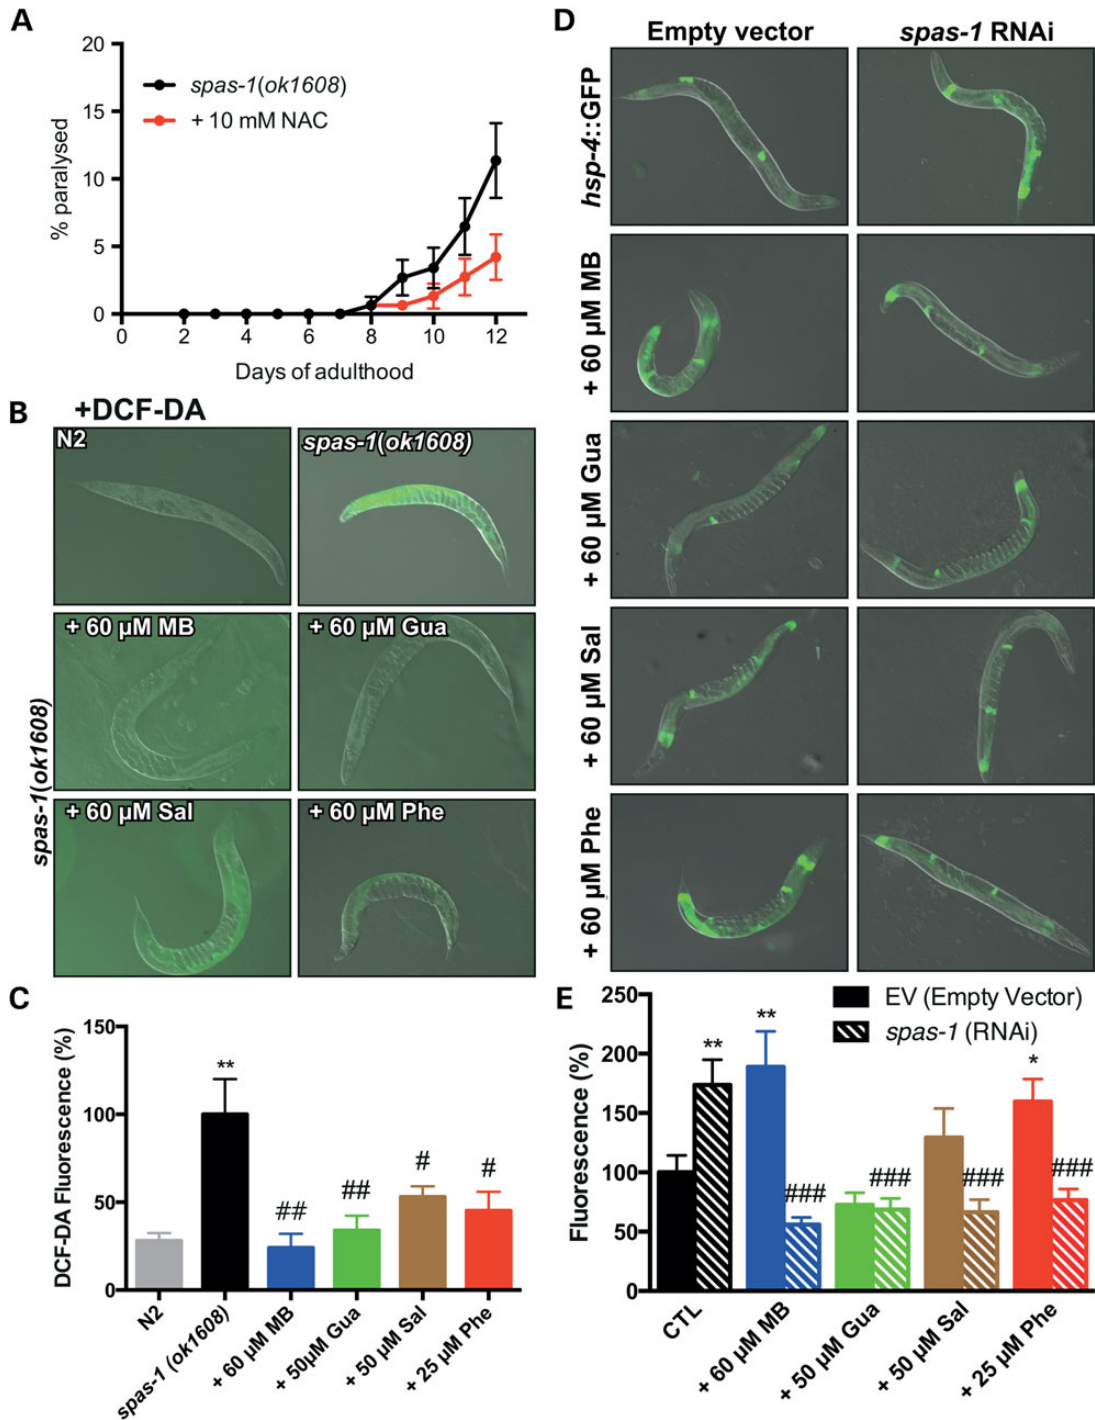 A
20
15
10
5
0
% paralysed
spas-1(ok1608)
+ 10 mM NAC
0 2 4 6 8 10 12
Days of adulthood
B
+DCF-DA
N2
spas-1(ok1608)
+ 60 µM MB
+ 60 µM Gua
+ 60 µM Sal
+ 60 µM Phe
spas-1(ok1608)
C
150
100
50
0
DCF-DA Fluorescence (%)
**
##
##
#
#
N2
spas-1 (ok1608)
+ 60 µM MB
+ 50µM Gua
+ 50 µM Sal
+ 25 µM Phe
D
Empty vector
spas-1 RNAi
hsp-4::GFP
+ 60 µM MB
+ 60 µM Gua
+ 60 µM Sal
+ 60 µM Phe
E
250
200
150
100
50
0
Fluorescence (%)
EV (Empty Vector)
spas-1 (RNAi)
**
**
###
###
###
*
###
CTL
+ 60 µM MB
+ 50 µM Gua
+ 50 µM Sal
+ 25 µM Phe